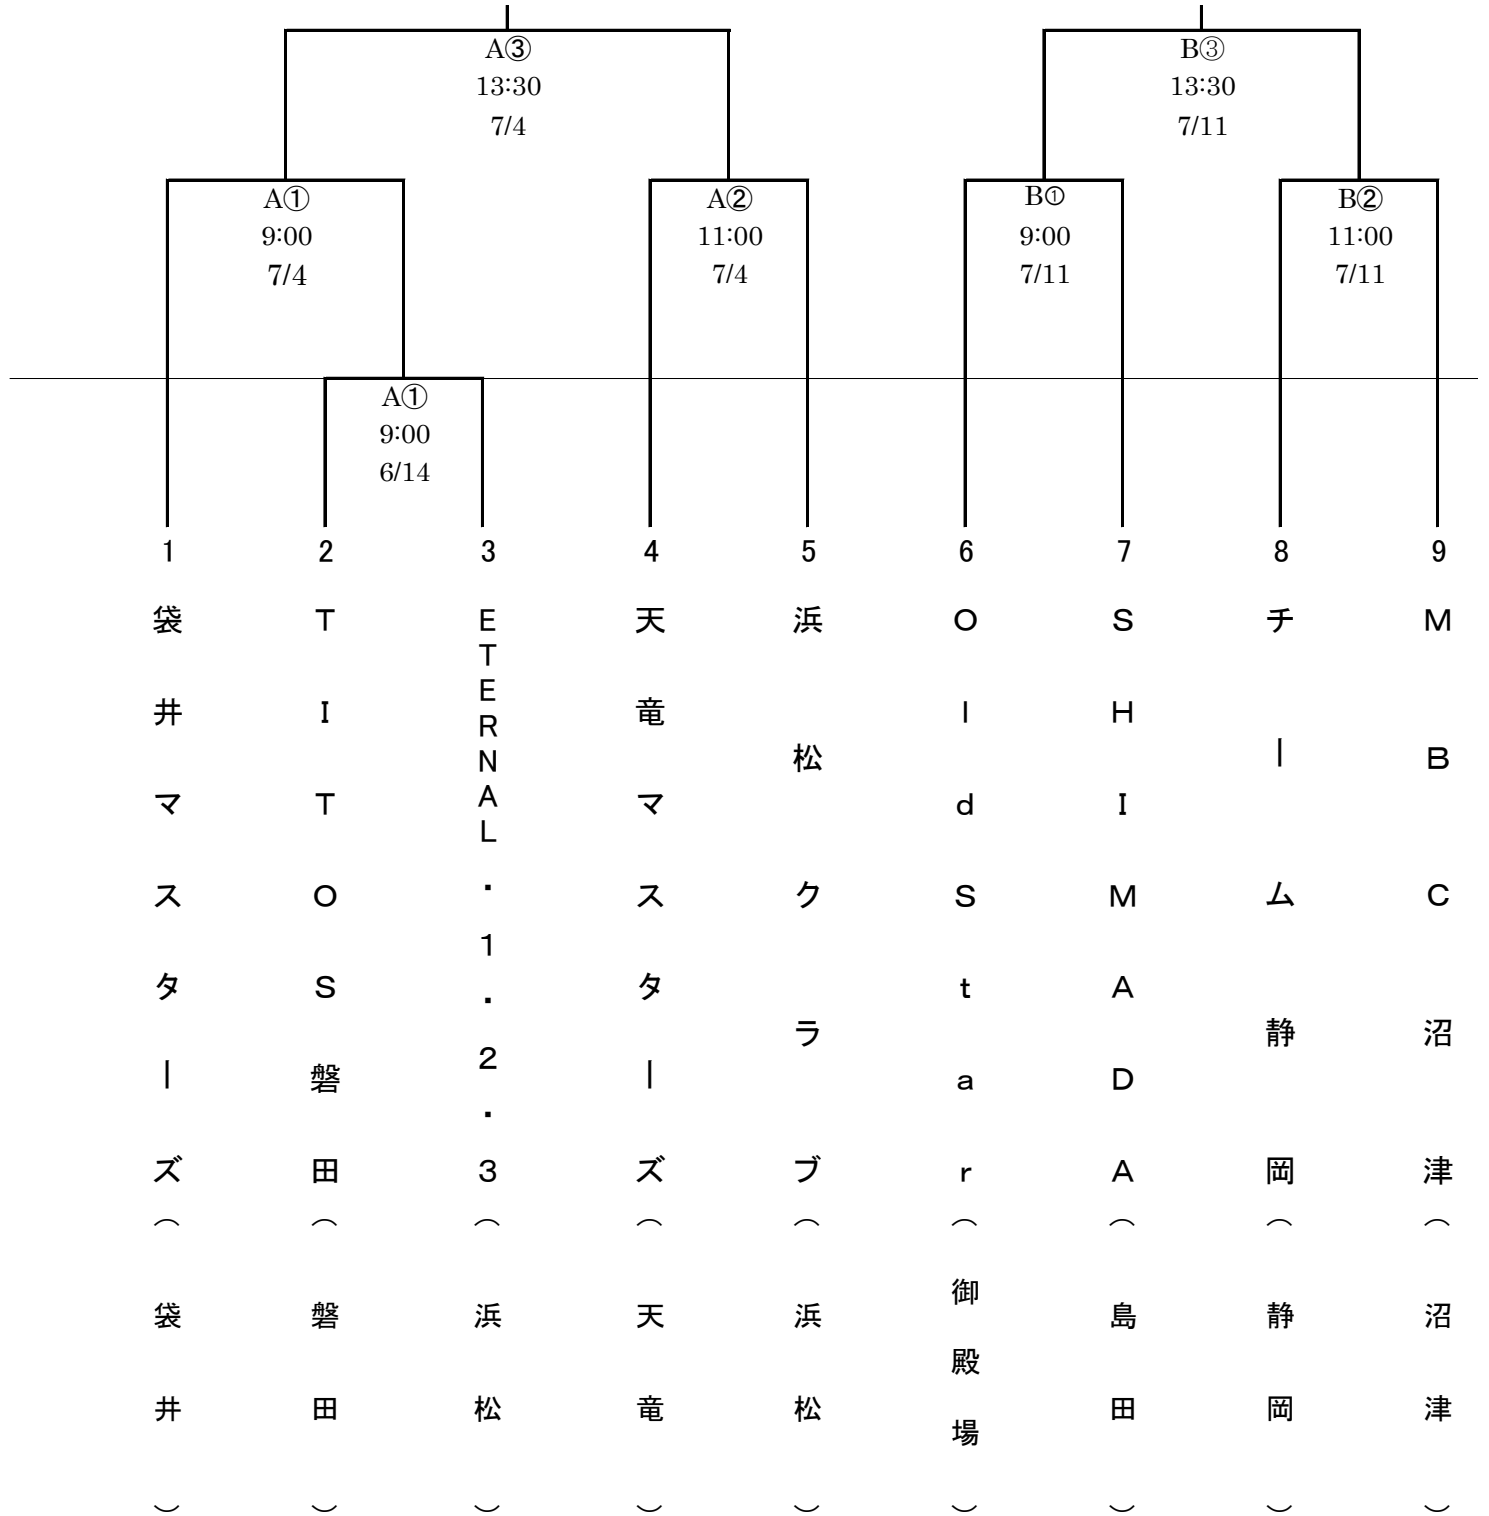 A③
13:30
7/4
B③
13:30
7/11
A①
9:00
7/4
A②
11:00
7/4
B①
9:00
7/11
B②
11:00
7/11
A①
9:00
6/14
1
2
3
4
5
6
7
8
9
袋井マスターズ(袋井)
TITTOS磐田(磐田)
ETERNAL・1・2・3(浜松)
天竜マスターズ(天竜)
浜松クラブ(浜松)
OldStar(御殿場)
SHIMADA(島田)
チーム静岡(静岡)
MBC沼津(沼津)